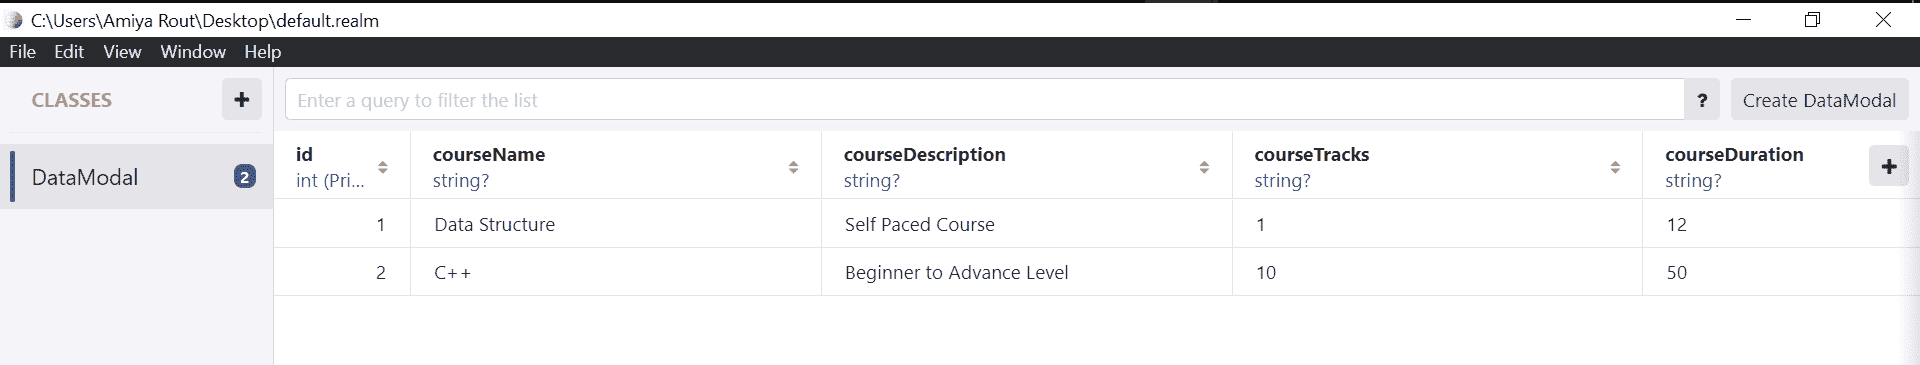 C:\Users\Amiya Rout\Desktop\default.realm
File Edit View Window Help
CLASSES +
Enter a query to filter the list ? Create DataModal
DataModal 2
id courseName courseDescription courseTracks courseDuration +
int (Pri... string? string? string? string?
1 Data Structure Self Paced Course 1 12
2 C++ Beginner to Advance Level 10 50